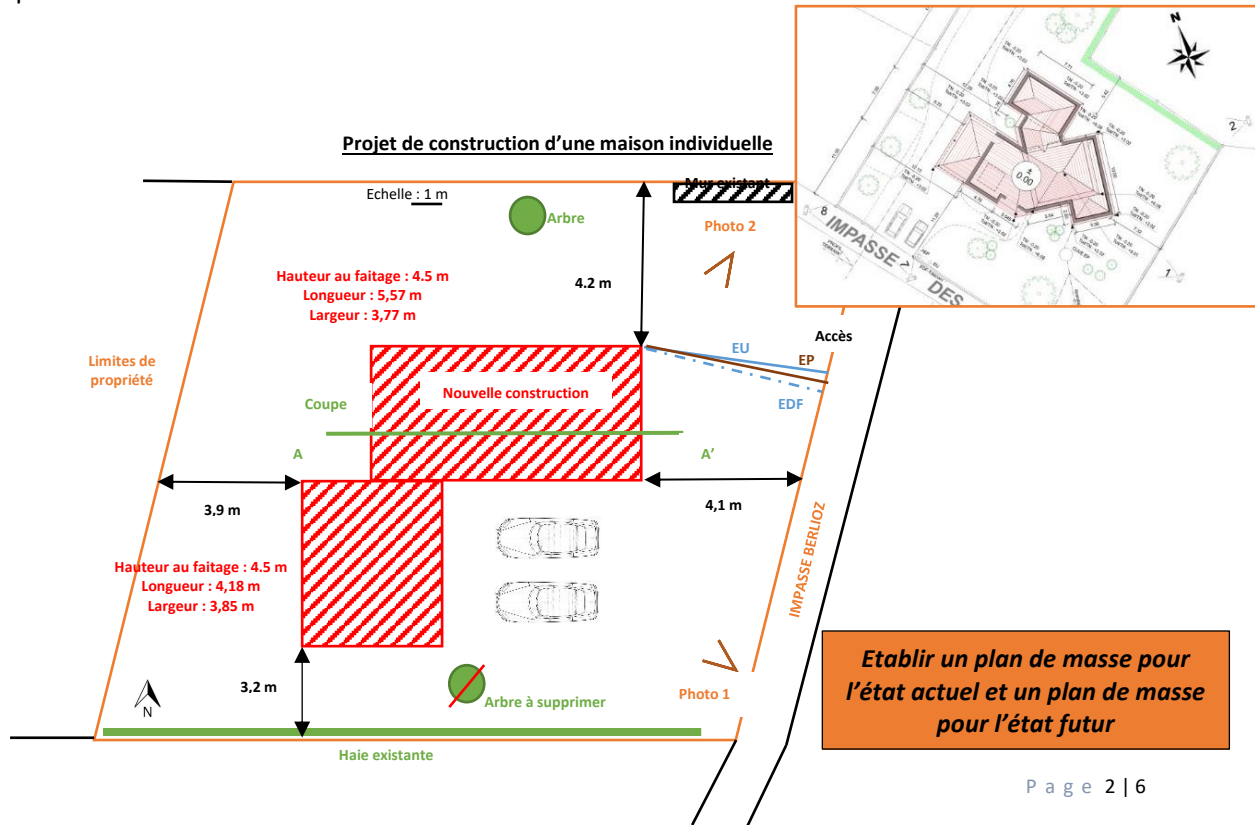 Projet de construction d'une maison individuelle
Echelle : 1 m
Mur existant
Arbre
Photo 2
Hauteur au faitage : 4.5 m
Longueur : 5,57 m
Largeur : 3,77 m
4.2 m
Limites de
propriété
Accès
EU
EP
EDF
Nouvelle construction
Coupe
A
A'
3,9 m
4,1 m
Hauteur au faitage : 4.5 m
Longueur : 4,18 m
Largeur : 3,85 m
IMPASSE BERLIOZ
3,2 m
N
Arbre à supprimer
Photo 1
Haie existante
N
2
±
0.00
8
IMPASSE
DES
1
Etablir un plan de masse pour
l'état actuel et un plan de masse
pour l'état futur
Page 2 | 6